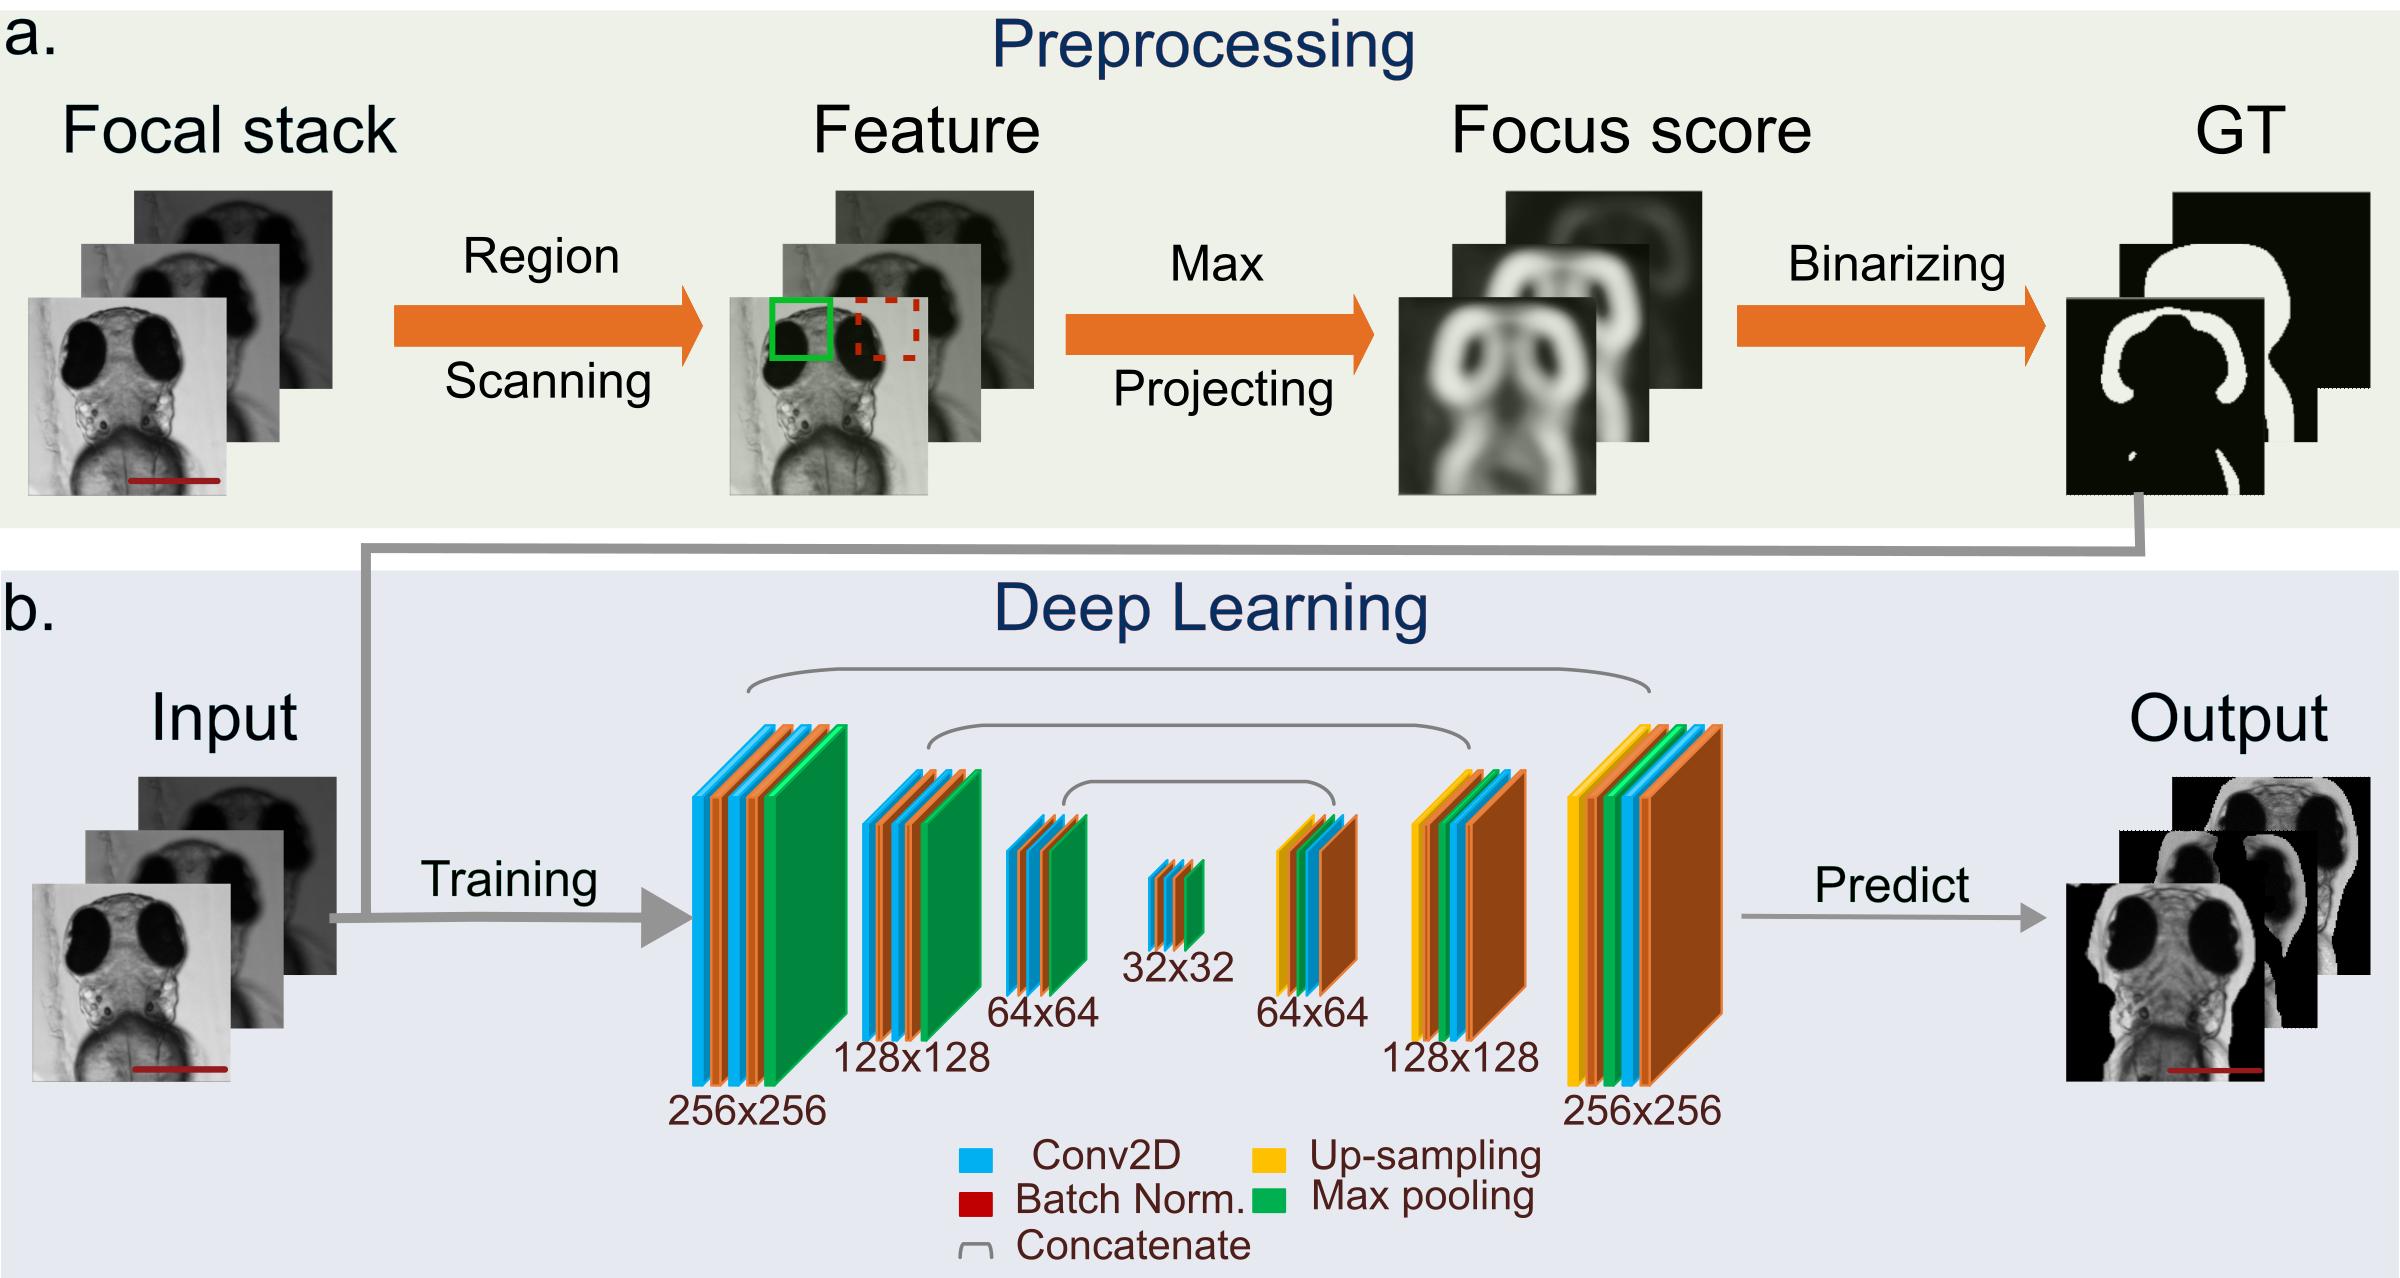 a.
Preprocessing
Focal stack
Feature
Focus score
GT
Region
Scanning
Max
Projecting
Binarizing
b.
Deep Learning
Input
Output
Training
Predict
256x256
128x128
64x64
32x32
64x64
128x128
256x256
Conv2D
Up-sampling
Batch Norm.
Max pooling
Concatenate